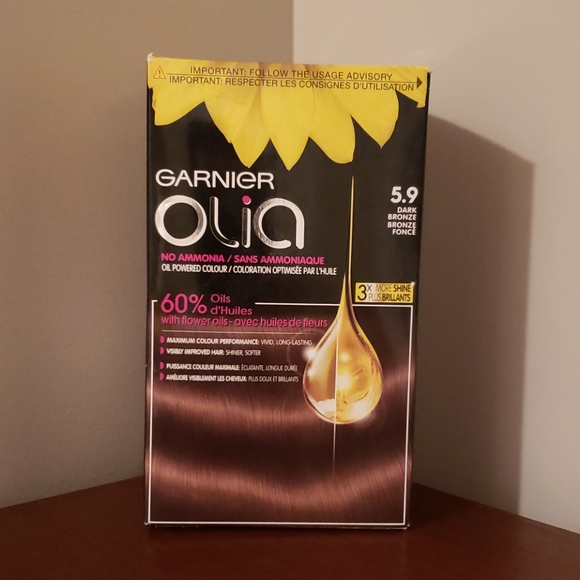 IMPORTANT: FOLLOW THE USAGE ADVISORY
IMPORTANT: RESPECTER LES CONSIGNES D'UTILISATION
GARNIER
OLIA
5.9
DARK
BRONZE
BRONZE
FONCÉ
NO AMMONIA / SANS AMMONIAQUE
OIL POWERED COLOUR / COLORATION OPTIMISÉE PAR L'HUILE
3X MORE SHINE
PLUS BRILLANTS
60% Oils
d'Huiles
with flower oils - avec huiles de fleurs
MAXIMUM COLOUR PERFORMANCE: VIVID, LONG-LASTING
VISIBLY IMPROVED HAIR: SHINIER, SOFTER
PUISSANCE COULEUR MAXIMALE: ÉCLATANTE, LONGUE DURÉE
AMÉLIORE VISIBLEMENT LES CHEVEUX: PLUS DOUX ET BRILLANTS